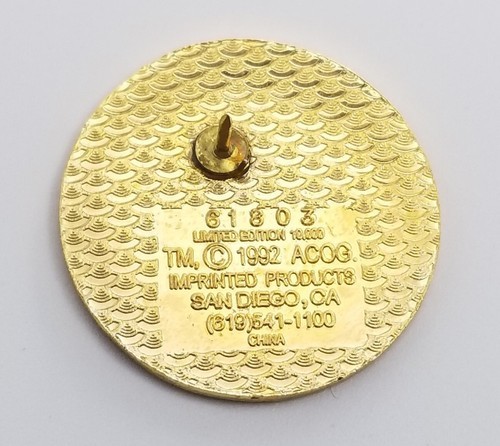 61803
LIMITED EDITION 10,000
TM, © 1992 ACOG.
IMPRINTED PRODUCTS
SAN DIEGO, CA
(619)541-1100
CHINA